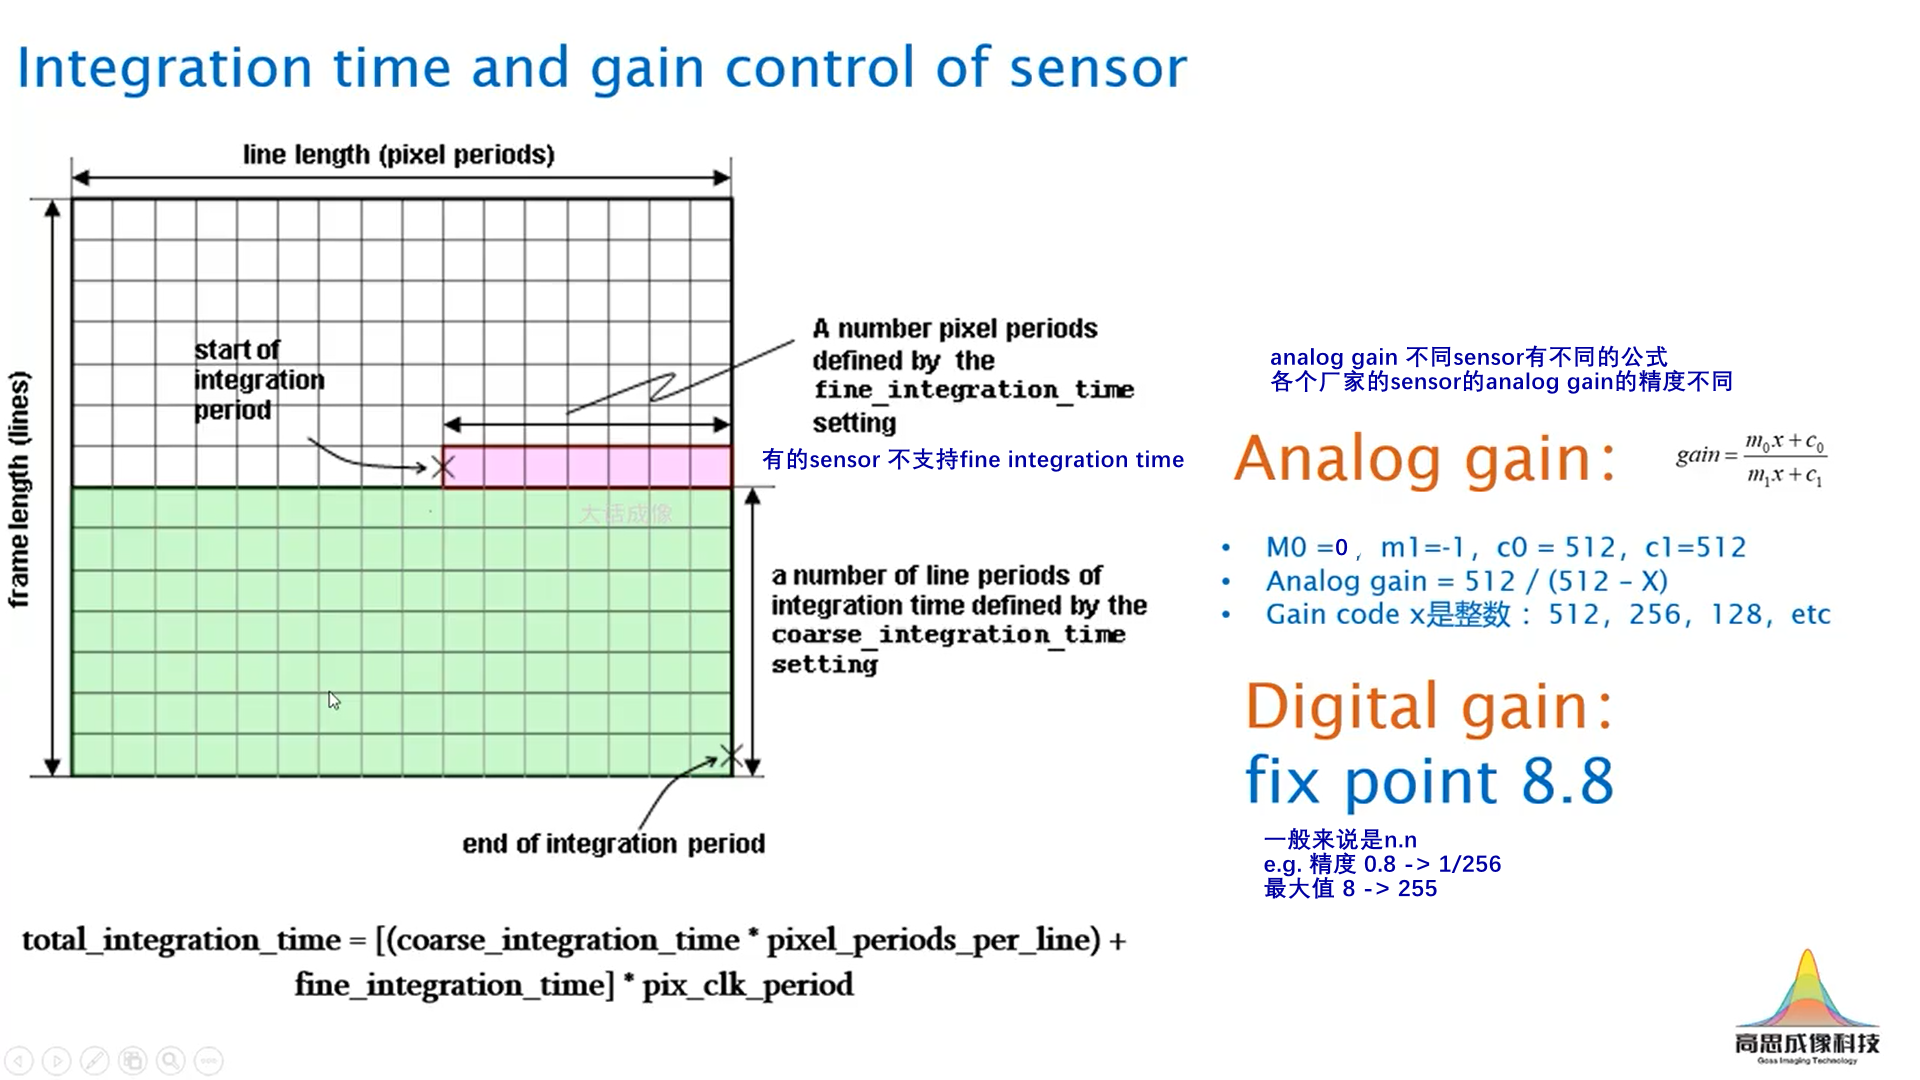 Integration time and gain control of sensor
line length (pixel periods)
frame length (lines)
start of
integration
period
A number pixel periods
defined by the
fine_integration_time
setting
有的sensor 不支持fine integration time
大话成像
a number of line periods of
integration time defined by the
coarse_integration_time
setting
end of integration period
total_integration_time = [(coarse_integration_time * pixel_periods_per_line) +
fine_integration_time] * pix_clk_period
analog gain 不同sensor有不同的公式
各个厂家的sensor的analog gain的精度不同
Analog gain：
gain = (m₀x + c₀) / (m₁x + c₁)
• M0 =0， m1=-1，c0 = 512，c1=512
• Analog gain = 512 / (512 – X)
• Gain code x是整数： 512，256，128，etc
Digital gain：
fix point 8.8
一般来说是n.n
e.g. 精度 0.8 -> 1/256
最大值 8 -> 255
高思成像科技
Goss Imaging Technology